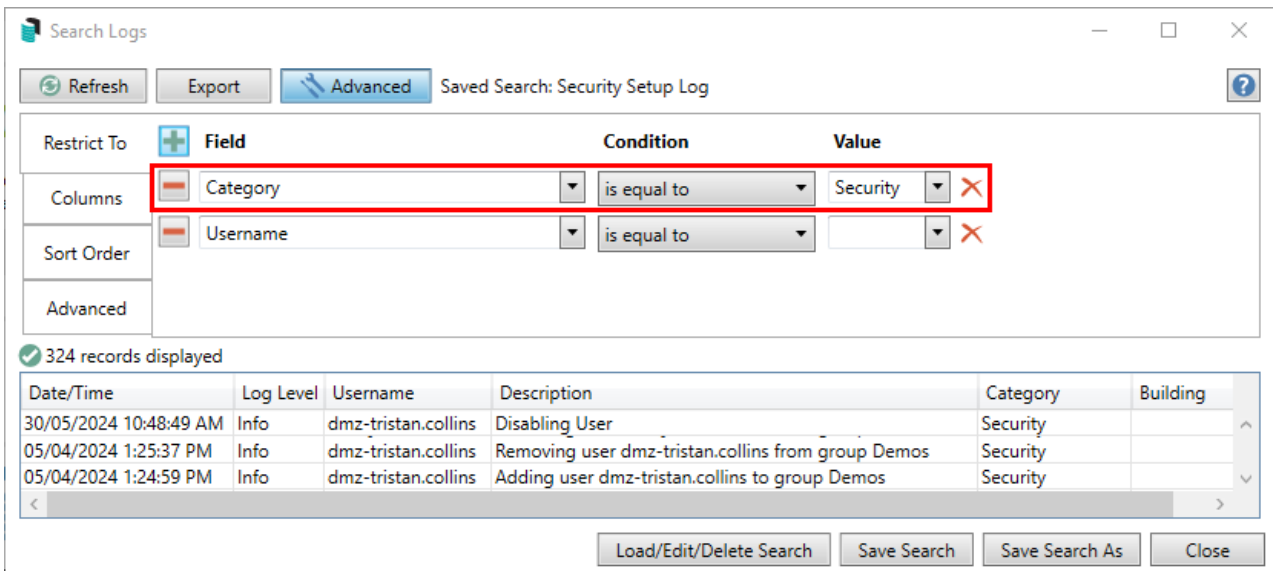 Search Logs
Refresh Export Advanced Saved Search: Security Setup Log ?
Restrict To Field Condition Value
Category is equal to Security
Columns
Username is equal to
Sort Order
Advanced
324 records displayed
Date/Time Log Level Username Description Category Building
30/05/2024 10:48:49 AM Info dmz-tristan.collins Disabling User Security
05/04/2024 1:25:37 PM Info dmz-tristan.collins Removing user dmz-tristan.collins from group Demos Security
05/04/2024 1:24:59 PM Info dmz-tristan.collins Adding user dmz-tristan.collins to group Demos Security
Load/Edit/Delete Search Save Search Save Search As Close